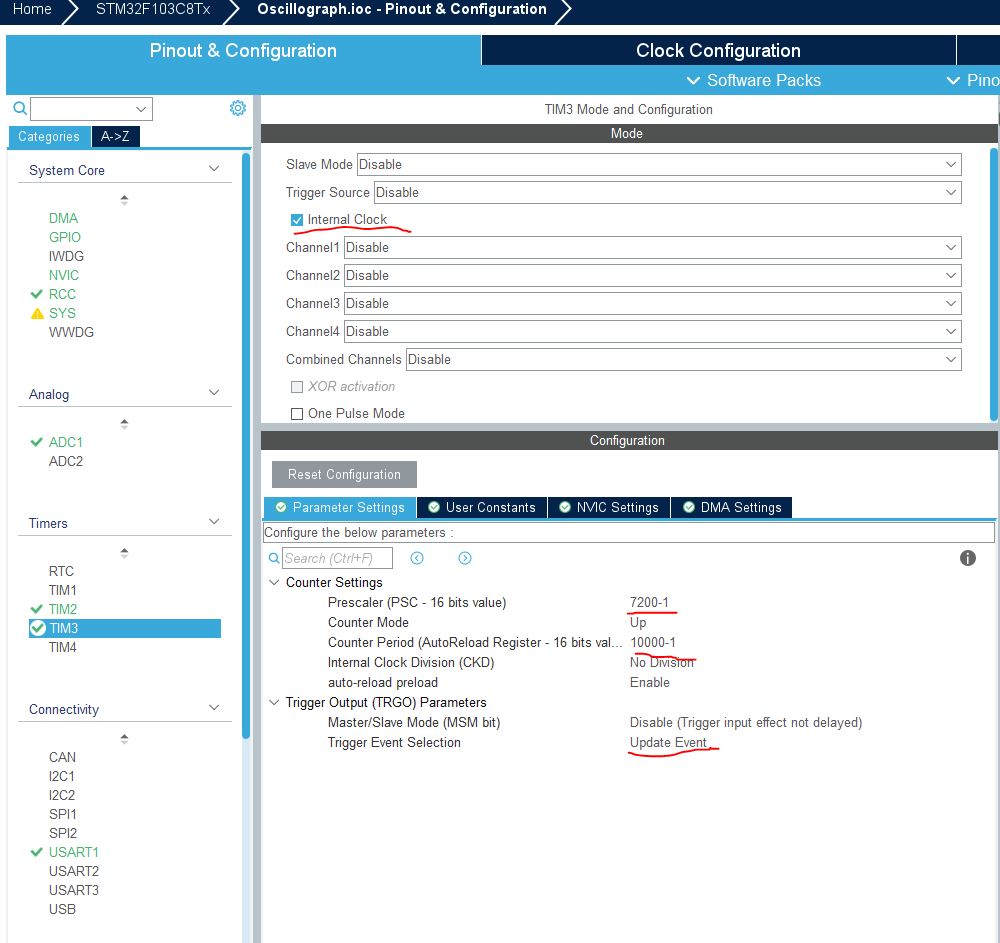 Home STM32F103C8Tx Oscillograph.ioc - Pinout & Configuration
Pinout & Configuration Clock Configuration
Software Packs Pino
Categories A->Z
System Core
DMA
GPIO
IWDG
NVIC
RCC
SYS
WWDG
Analog
ADC1
ADC2
Timers
RTC
TIM1
TIM2
TIM3
TIM4
Connectivity
CAN
I2C1
I2C2
SPI1
SPI2
USART1
USART2
USART3
USB
TIM3 Mode and Configuration
Mode
Slave Mode Disable
Trigger Source Disable
Internal Clock
Channel1 Disable
Channel2 Disable
Channel3 Disable
Channel4 Disable
Combined Channels Disable
XOR activation
One Pulse Mode
Configuration
Reset Configuration
Parameter Settings User Constants NVIC Settings DMA Settings
Configure the below parameters :
Search (Ctrl+F)
Counter Settings
Prescaler (PSC - 16 bits value) 7200-1
Counter Mode Up
Counter Period (AutoReload Register - 16 bits val... 10000-1
Internal Clock Division (CKD) No Division
auto-reload preload Enable
Trigger Output (TRGO) Parameters
Master/Slave Mode (MSM bit) Disable (Trigger input effect not delayed)
Trigger Event Selection Update Event